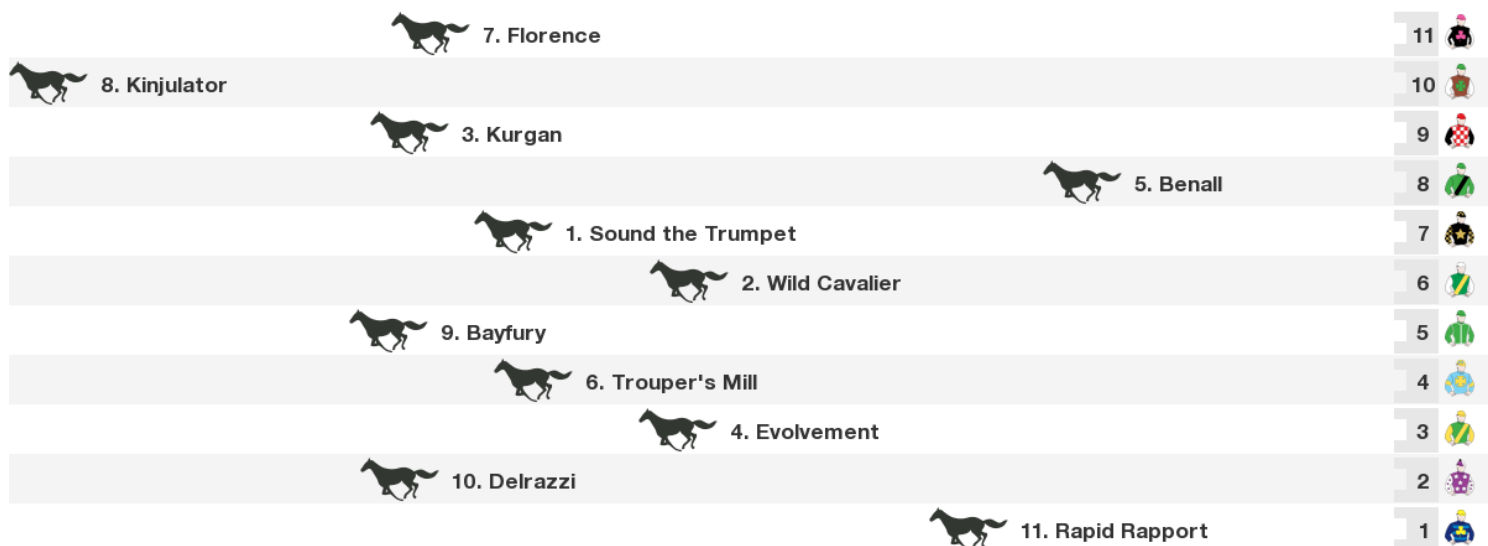 7. Florence 11
8. Kinjulator 10
3. Kurgan 9
5. Benall 8
1. Sound the Trumpet 7
2. Wild Cavalier 6
9. Bayfury 5
6. Trouper's Mill 4
4. Evolvement 3
10. Delrazzi 2
11. Rapid Rapport 1